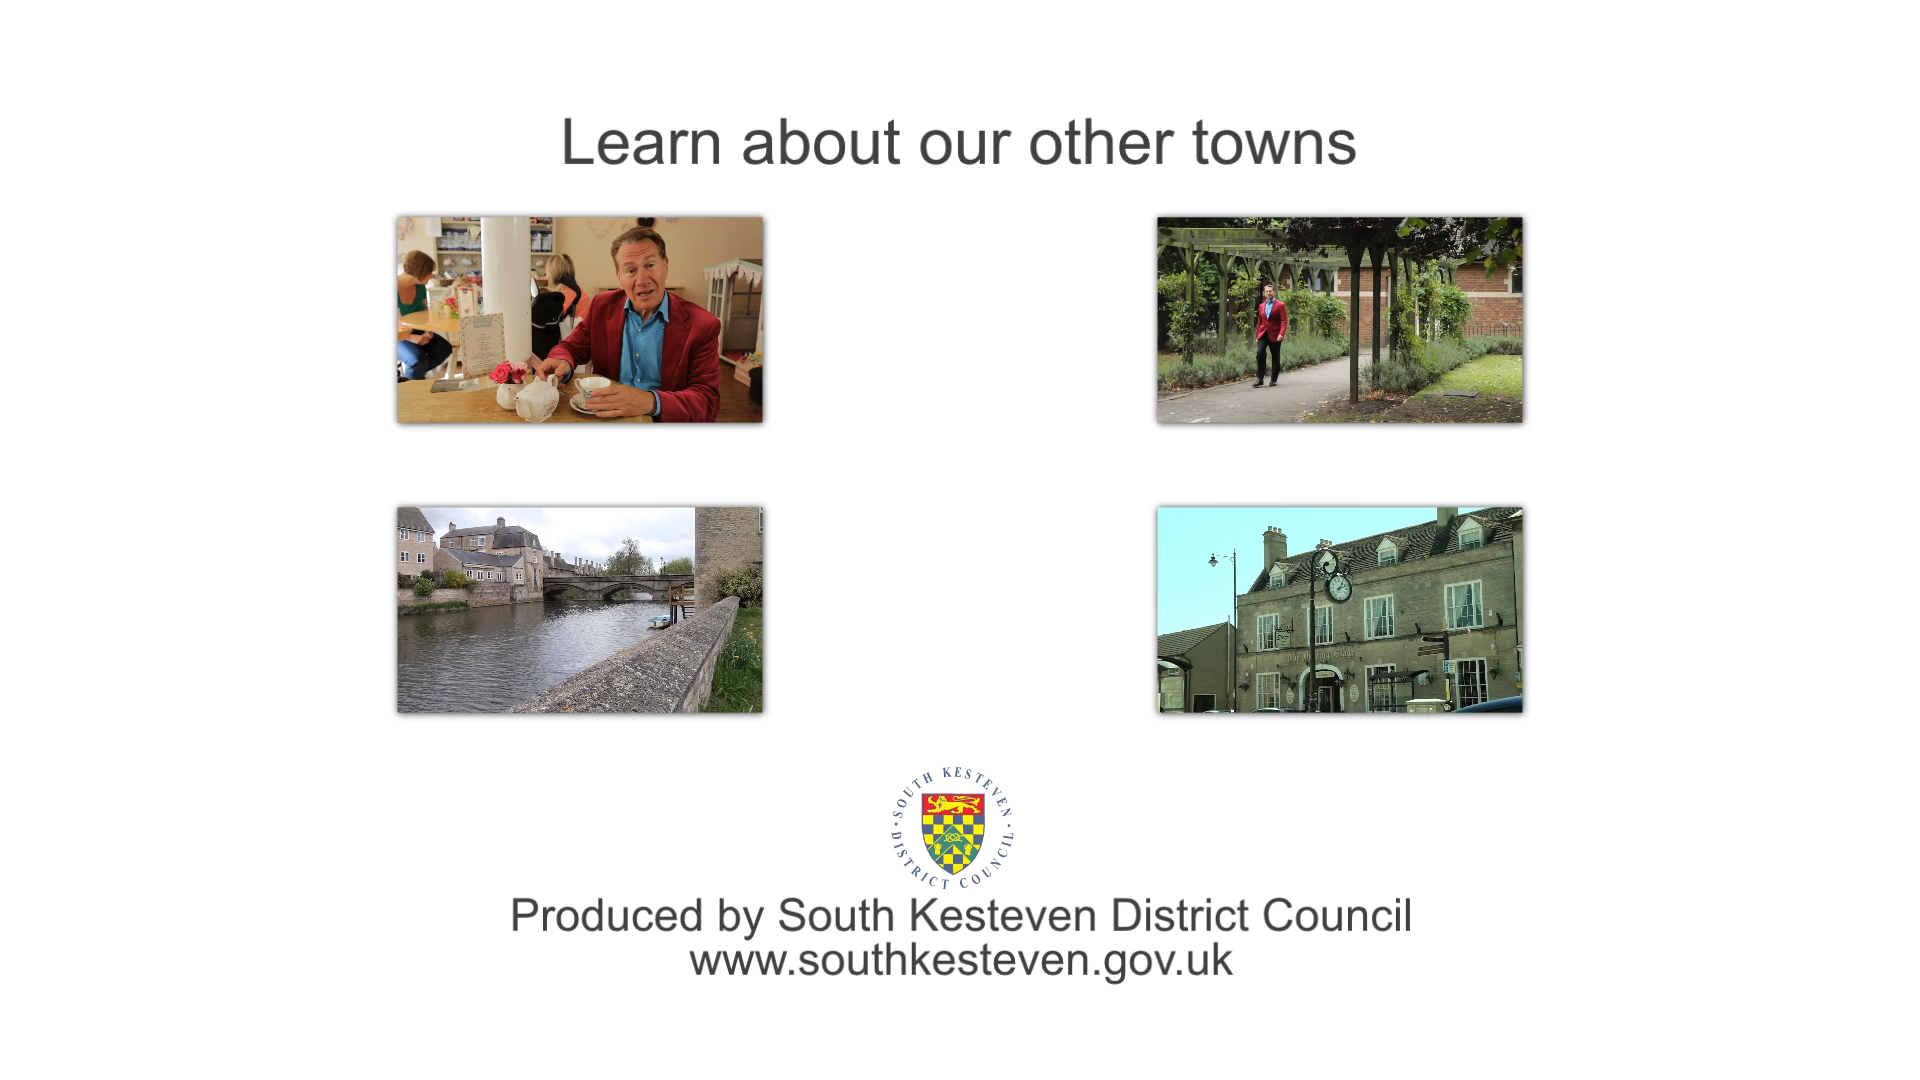 Learn about our other towns
SOUTH KESTEVEN
DISTRICT COUNCIL
Produced by South Kesteven District Council
www.southkesteven.gov.uk